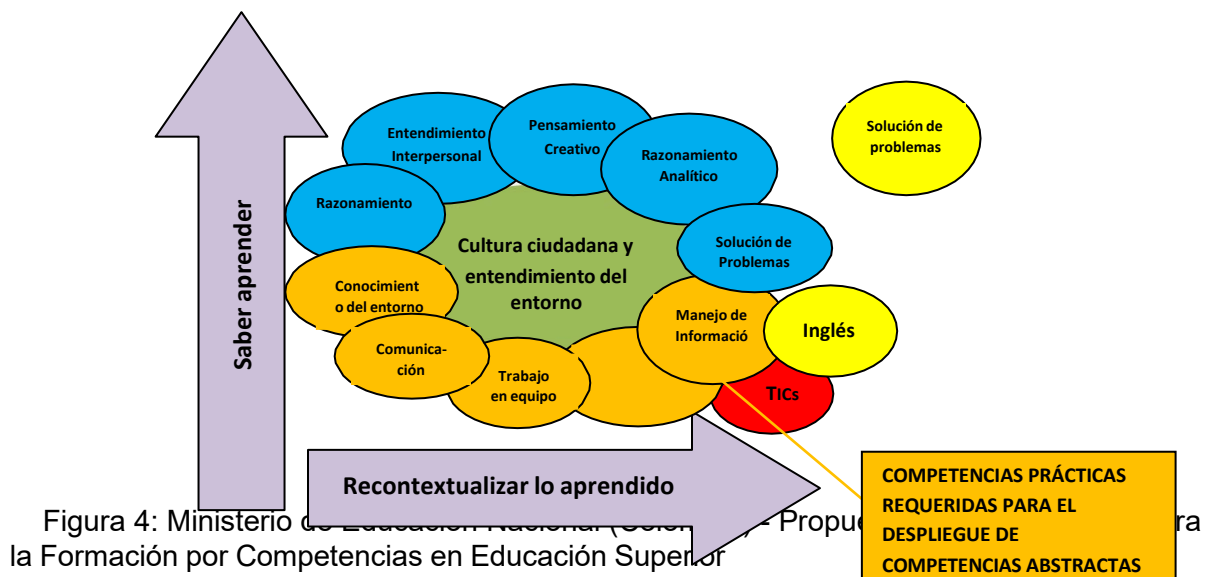 Entendimiento
Interpersonal
Pensamiento
Creativo
Razonamiento
Analítico
Solución de
problemas
Razonamiento
Solución de
Problemas
Cultura ciudadana y
entendimiento del
entorno
Conocimient
o del entorno
Manejo de
Informació
Inglés
Comunica-
ción
Trabajo
en equipo
TICs
Saber aprender
Recontextualizar lo aprendido
COMPETENCIAS PRÁCTICAS
REQUERIDAS PARA EL
DESPLIEGUE DE
COMPETENCIAS ABSTRACTAS
Figura 4: Ministerio de Educación Nacional
la Formación por Competencias en Educación Superior